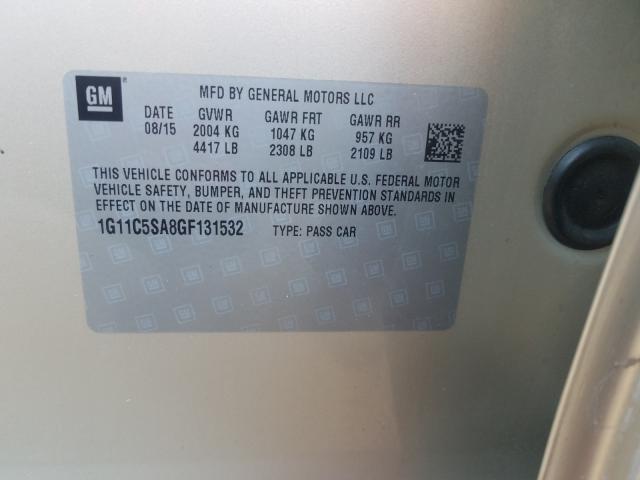 GM
MFD BY GENERAL MOTORS LLC
DATE GVWR GAWR FRT GAWR RR
08/15 2004 KG 1047 KG 957 KG
4417 LB 2308 LB 2109 LB
THIS VEHICLE CONFORMS TO ALL APPLICABLE U.S. FEDERAL MOTOR
VEHICLE SAFETY, BUMPER, AND THEFT PREVENTION STANDARDS IN
EFFECT ON THE DATE OF MANUFACTURE SHOWN ABOVE.
1G11C5SA8GF131532 TYPE: PASS CAR